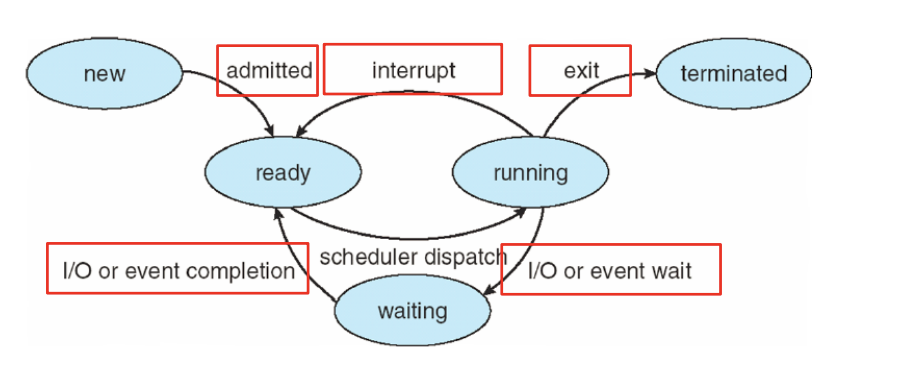 new
admitted
interrupt
exit
terminated
ready
running
scheduler dispatch
I/O or event completion
I/O or event wait
waiting